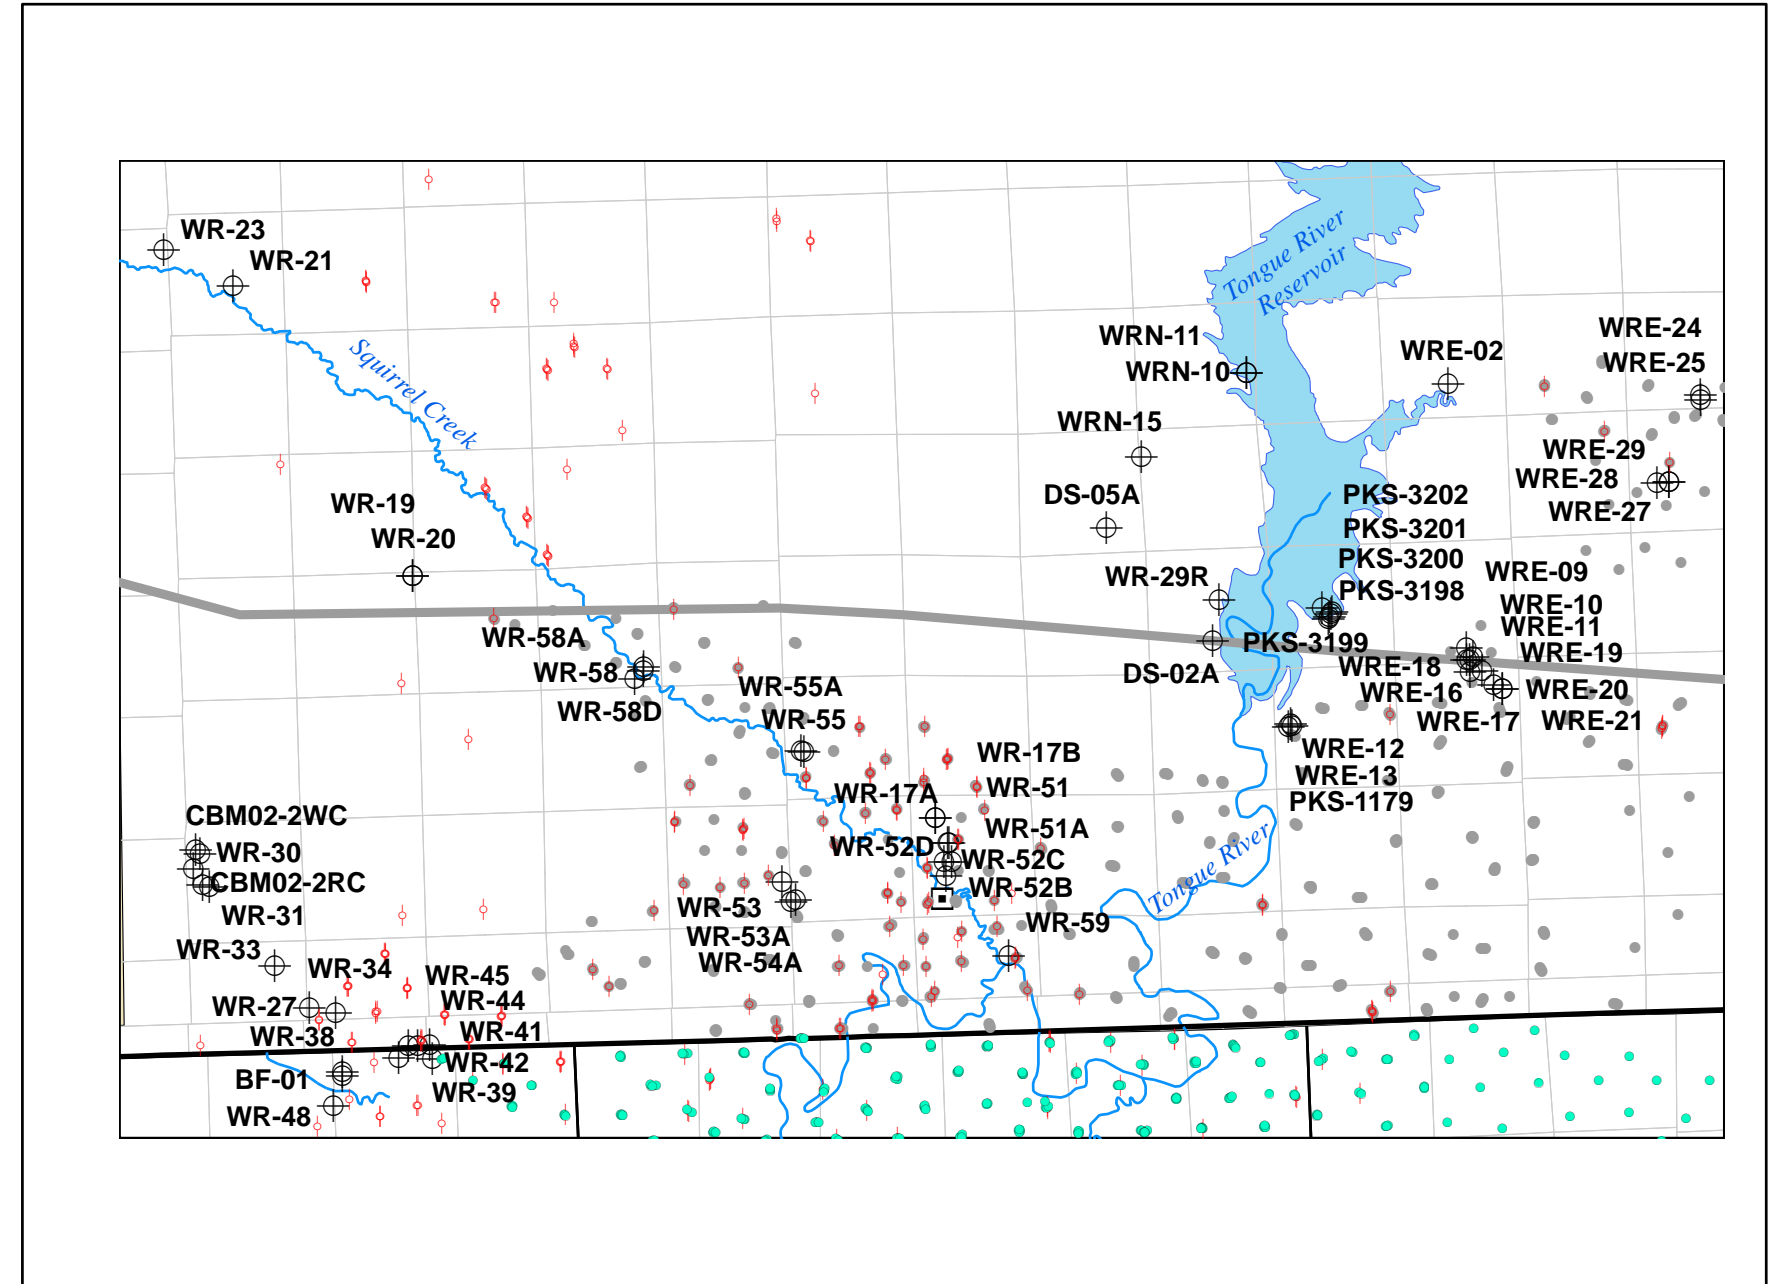 WR-23
WR-21
Squirrel Creek
Tongue River
Reservoir
WRN-11
WRN-10
WRE-02
WRE-24
WRE-25
WRN-15
DS-05A
WRE-29
WRE-28
WRE-27
WR-19
WR-20
PKS-3202
PKS-3201
PKS-3200
PKS-3198
WR-29R
PKS-3199
DS-02A
WRE-09
WRE-10
WRE-11
WRE-19
WRE-18
WRE-16
WRE-20
WRE-17
WRE-21
WR-58A
WR-58
WR-58D
WR-55A
WR-55
WRE-12
WRE-13
PKS-1179
WR-17B
WR-51
WR-17A
WR-51A
WR-52D
WR-52C
WR-52B
Tongue River
CBM02-2WC
WR-30
CBM02-2RC
WR-31
WR-53
WR-53A
WR-54A
WR-59
WR-33
WR-34
WR-45
WR-27
WR-44
WR-38
WR-41
WR-42
BF-01
WR-39
WR-48